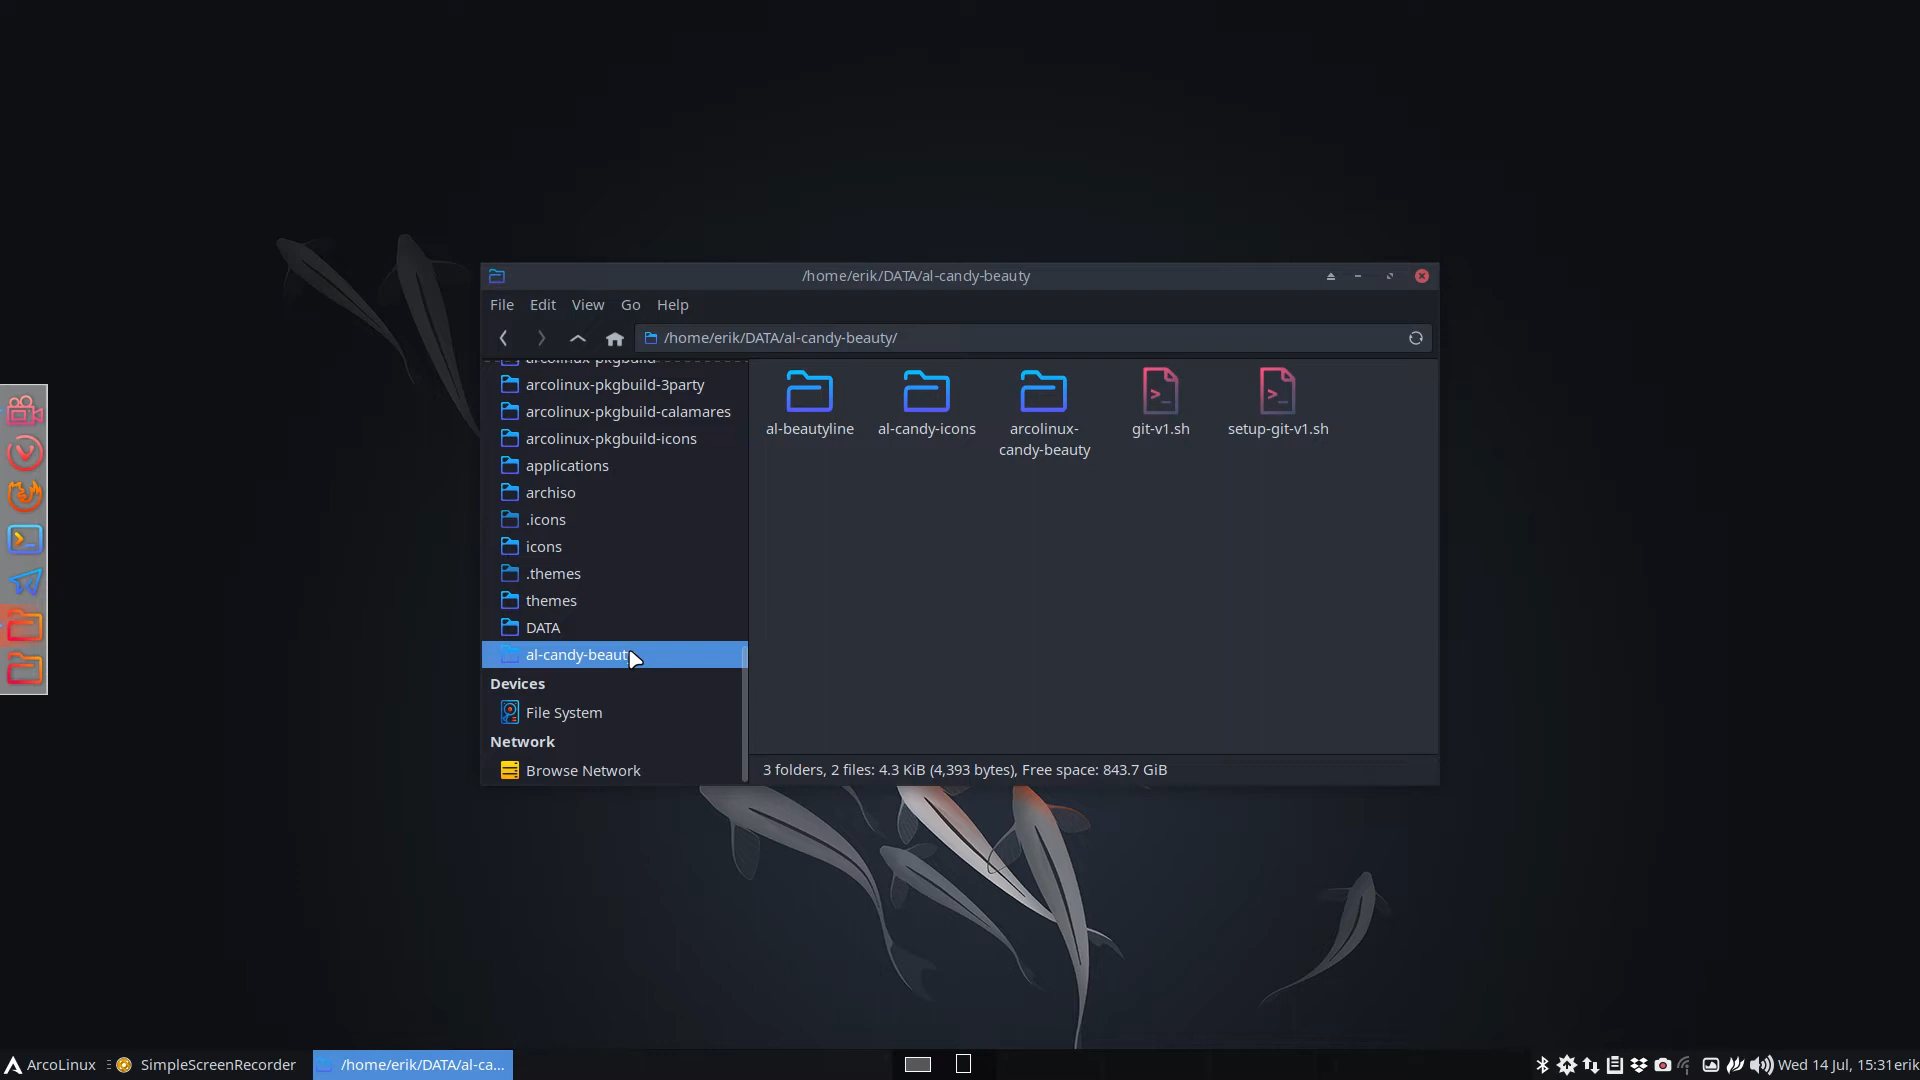 /home/erik/DATA/al-candy-beauty
File Edit View Go Help
/home/erik/DATA/al-candy-beauty/
arcolinux-pkgbuild
arcolinux-pkgbuild-3party
arcolinux-pkgbuild-calamares
arcolinux-pkgbuild-icons
applications
archiso
.icons
icons
.themes
themes
DATA
al-candy-beaut
Devices
File System
Network
Browse Network
al-beautyline
al-candy-icons
arcolinux-
candy-beauty
git-v1.sh
setup-git-v1.sh
3 folders, 2 files: 4.3 KiB (4,393 bytes), Free space: 843.7 GiB
ArcoLinux
SimpleScreenRecorder
/home/erik/DATA/al-ca...
Wed 14 Jul, 15:31erik